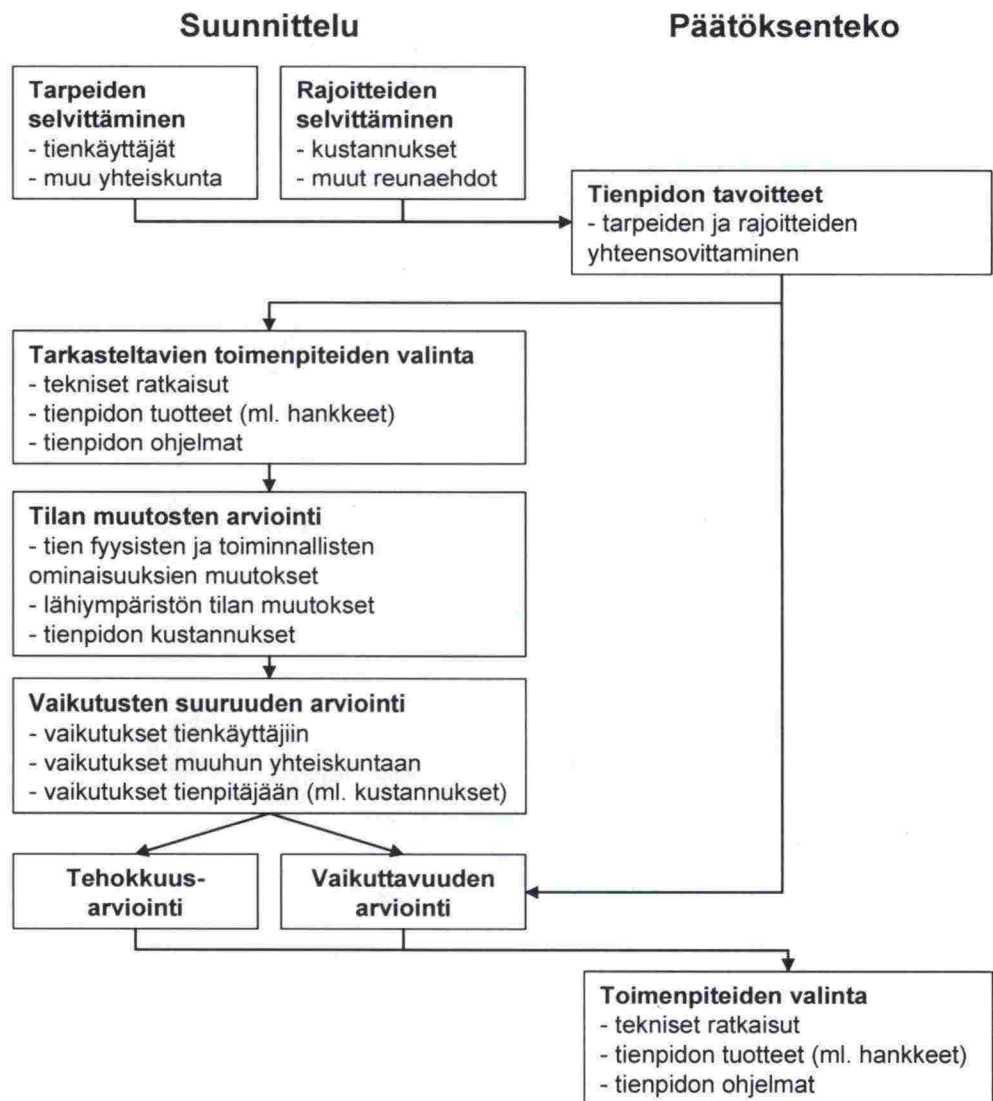 Suunnittelu
Päätöksenteko
Tarpeiden
selvittäminen
- tienkäyttäjät
- muu yhteiskunta
Rajoitteiden
selvittäminen
- kustannukset
- muut reunaehdot
Tienpidon tavoitteet
- tarpeiden ja rajoitteiden
yhteensovittaminen
Tarkasteltavien toimenpiteiden valinta
- tekniset ratkaisut
- tienpidon tuotteet (ml. hankkeet)
- tienpidon ohjelmat
Tilan muutosten arviointi
- tien fyysisten ja toiminnallisten
ominaisuuksien muutokset
- lähiympäristön tilan muutokset
- tienpidon kustannukset
Vaikutusten suuruuden arviointi
- vaikutukset tienkäyttäjiin
- vaikutukset muuhun yhteiskuntaan
- vaikutukset tienpitäjään (ml. kustannukset)
Tehokkuus-
arviointi
Vaikuttavuuden
arviointi
Toimenpiteiden valinta
- tekniset ratkaisut
- tienpidon tuotteet (ml. hankkeet)
- tienpidon ohjelmat